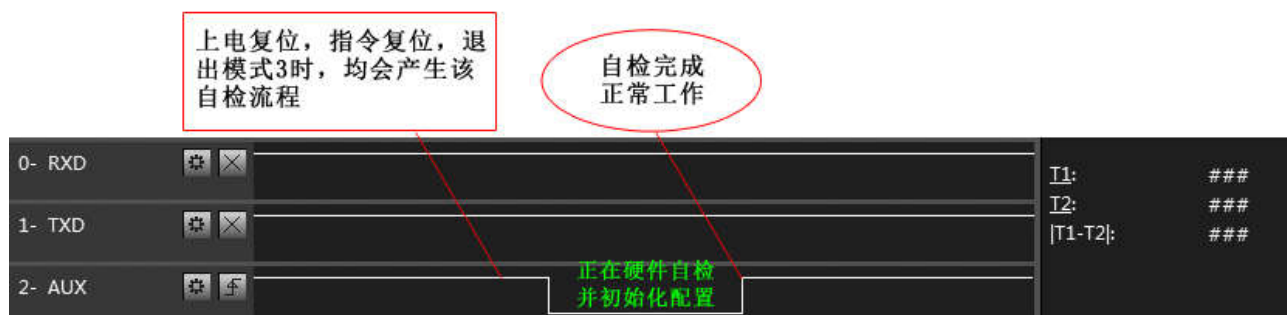 上电复位，指令复位，退
出模式3时，均会产生该
自检流程
自检完成
正常工作
0- RXD
1- TXD
2- AUX
正在硬件自检
并初始化配置
T1: ###
T2: ###
|T1-T2|: ###